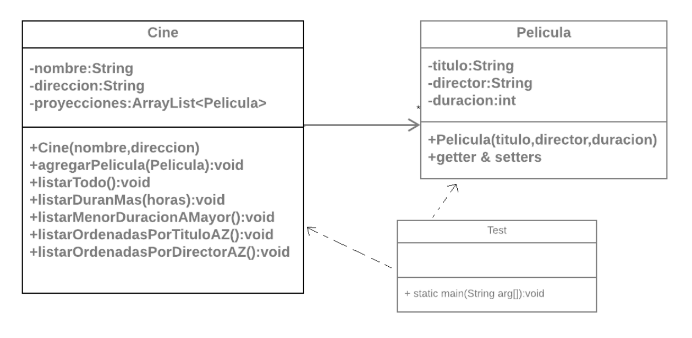 Cine
-nombre:String
-direccion:String
-proyecciones:ArrayList<Pelicula>
+Cine(nombre,direccion)
+agregarPelicula(Pelicula):void
+listarTodo():void
+listarDuranMas(horas):void
+listarMenorDuracionAMayor():void
+listarOrdenadasPorTituloAZ():void
+listarOrdenadasPorDirectorAZ():void
*
Pelicula
-titulo:String
-director:String
-duracion:int
+Pelicula(titulo,director,duracion)
+getter & setters
Test
+ static main(String arg[]):void